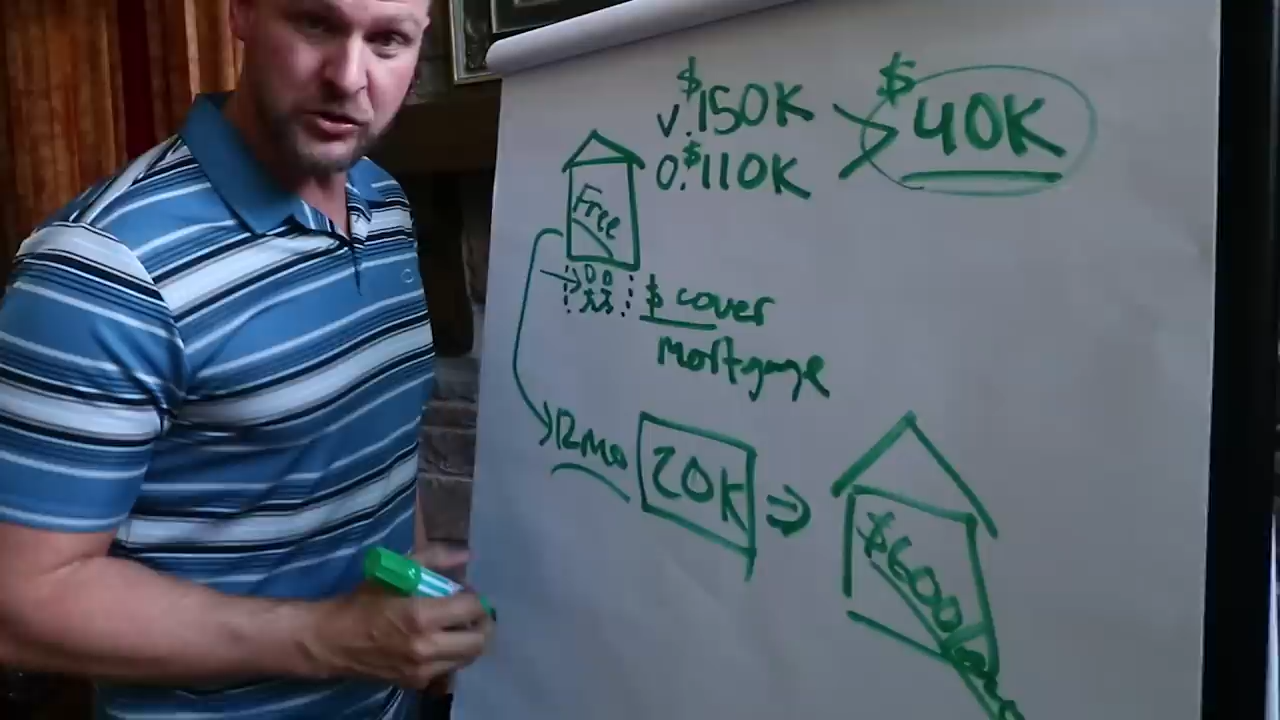 v. $150K
$40K
O. $110K
Free
$ cover
mortgage
12mo
20K
$600